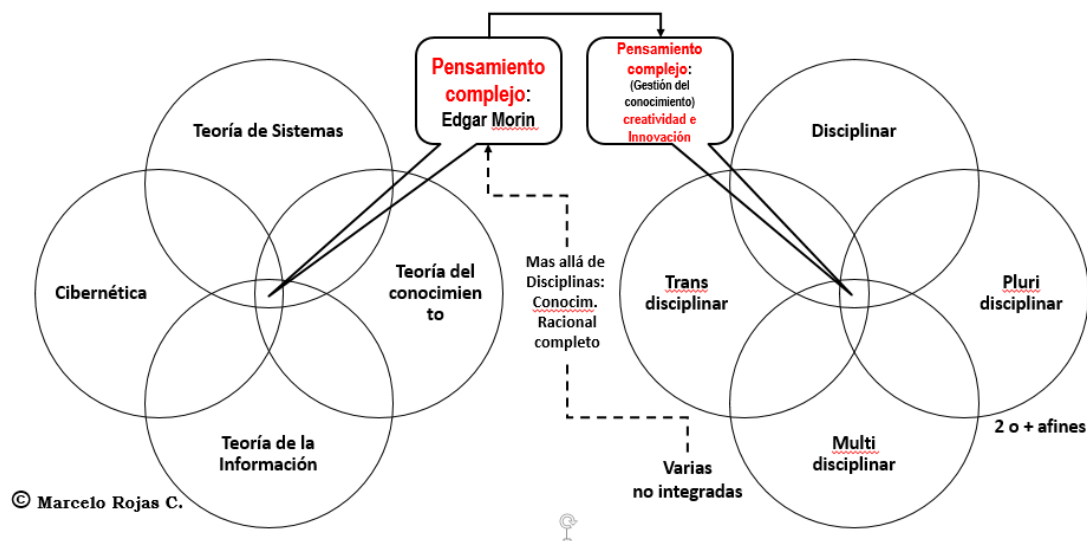 Pensamiento
complejo:
Edgar Morin
Pensamiento
complejo:
(Gestión del
conocimiento)
creatividad e
Innovación
Teoría de Sistemas
Cibernética
Teoría del
conocimien
to
Teoría de la
Información
Mas allá de
Disciplinas:
Conocim.
Racional
completo
Disciplinar
Trans
disciplinar
Pluri
disciplinar
2 o + afines
Multi
disciplinar
Varias
no integradas
© Marcelo Rojas C.